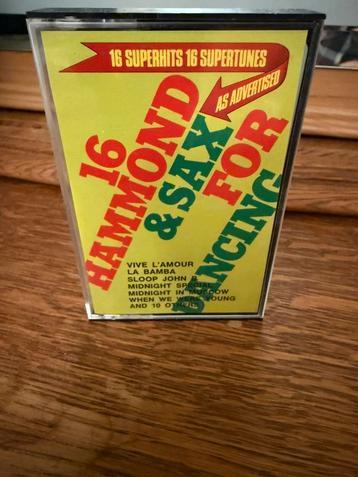 16 SUPERHITS 16 SUPERTUNES
AS ADVERTISED
16
HAMMOND
& SAX
FOR
DANCING
VIVE L'AMOUR
LA BAMBA
SLOOP JOHN B
MIDNIGHT SPECIAL
MIDNIGHT IN MOSCOW
WHEN WE WERE YOUNG
AND 10 OTHERS